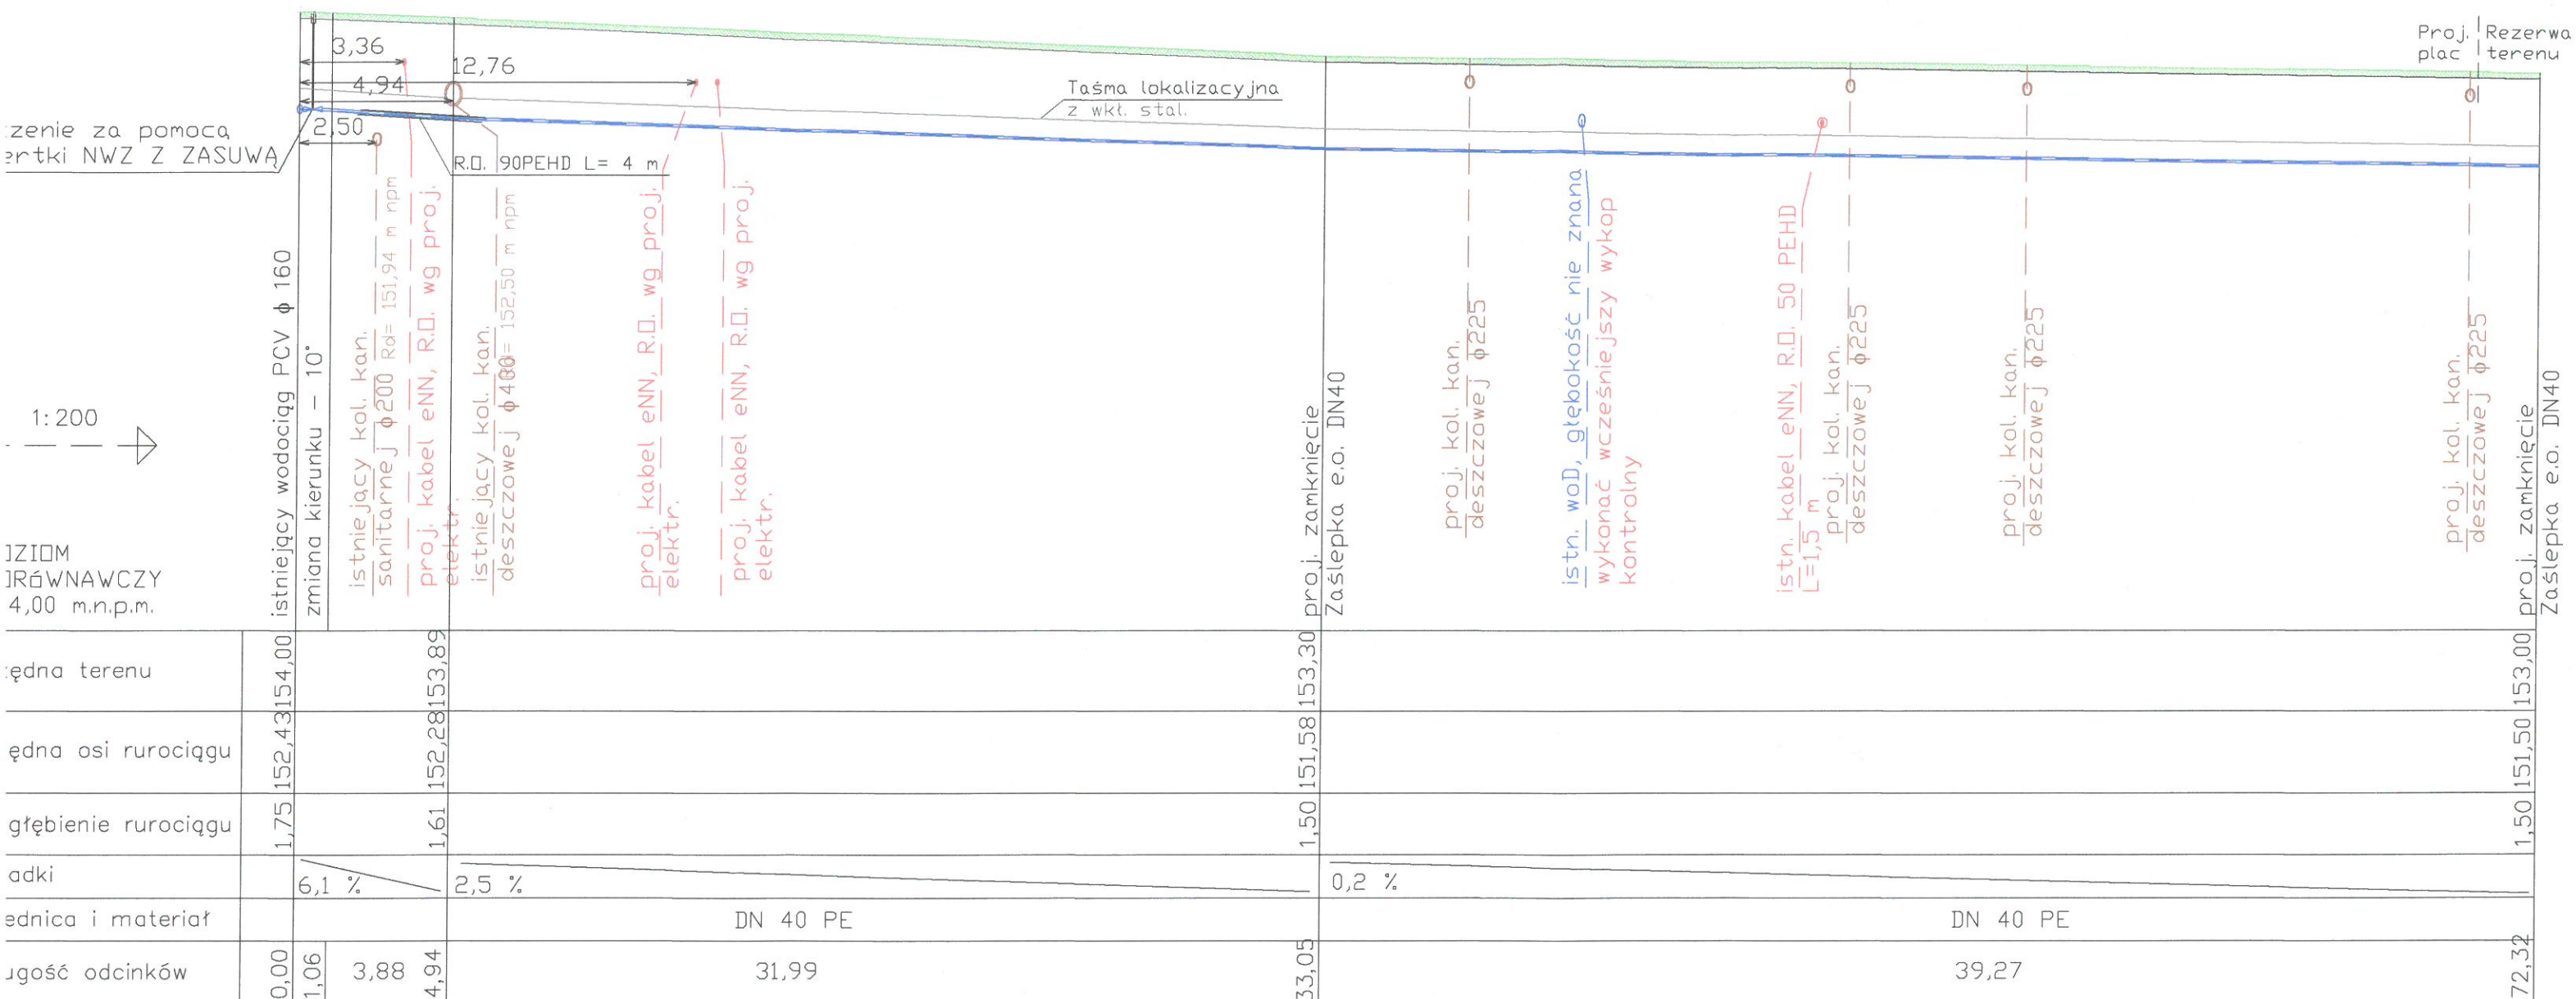 Proj. Rezerwa
plac terenu
3,36
12,76
4,94
2,50
Taśma lokalizacyjna
z wkł. stal.
zenie za pomocą
ertki NWZ Z ZASUWĄ
R.O. 90PEHD L= 4 m
1:200
ZIOM
RÓWNAWCZY
4,00 m.n.p.m.
istniejący wodociąg PCV ϕ 160
zmiana kierunku – 10°
istniejący kol. kan.
sanitarnej ϕ200 Rd= 151,94 m npm
proj. kabel eNN, R.O. wg proj.
elektr.
istniejący kol. kan.
deszczowej ϕ400 Rd= 152,50 m npm
proj. kabel eNN, R.O. wg proj.
elektr.
proj. kabel eNN, R.O. wg proj.
elektr.
proj. zamknięcie
Zaślepka e.o. DN40
proj. kol. kan.
deszczowej ϕ225
istn. woD, głębokość nie znana
wykonać wcześniejszy wykop
kontrolny
istn. kabel eNN, R.O. 50 PEHD
L=1,5 m
proj. kol. kan.
deszczowej ϕ225
proj. kol. kan.
deszczowej ϕ225
proj. kol. kan.
deszczowej ϕ225
proj. zamknięcie
Zaślepka e.o. DN40
ędna terenu 154,00 153,89 153,30 153,00
ędna osi rurociągu 152,43 152,28 151,58 151,50
głębienie rurociągu 1,75 1,61 1,50 1,50
adki 6,1 % 2,5 % 0,2 %
ednica i materiał DN 40 PE DN 40 PE
ugość odcinków 0,00 1,06 3,88 4,94 31,99 33,05 39,27 72,32